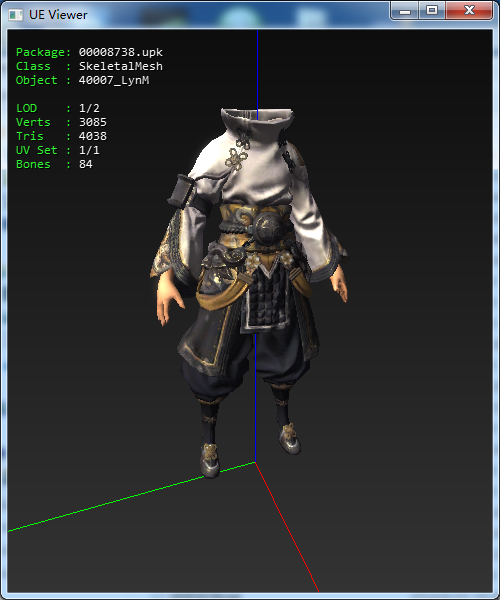 UE Viewer
Package: 00008738.upk
Class : SkeletalMesh
Object : 40007_LynM
LOD : 1/2
Verts : 3085
Tris : 4038
UV Set : 1/1
Bones : 84